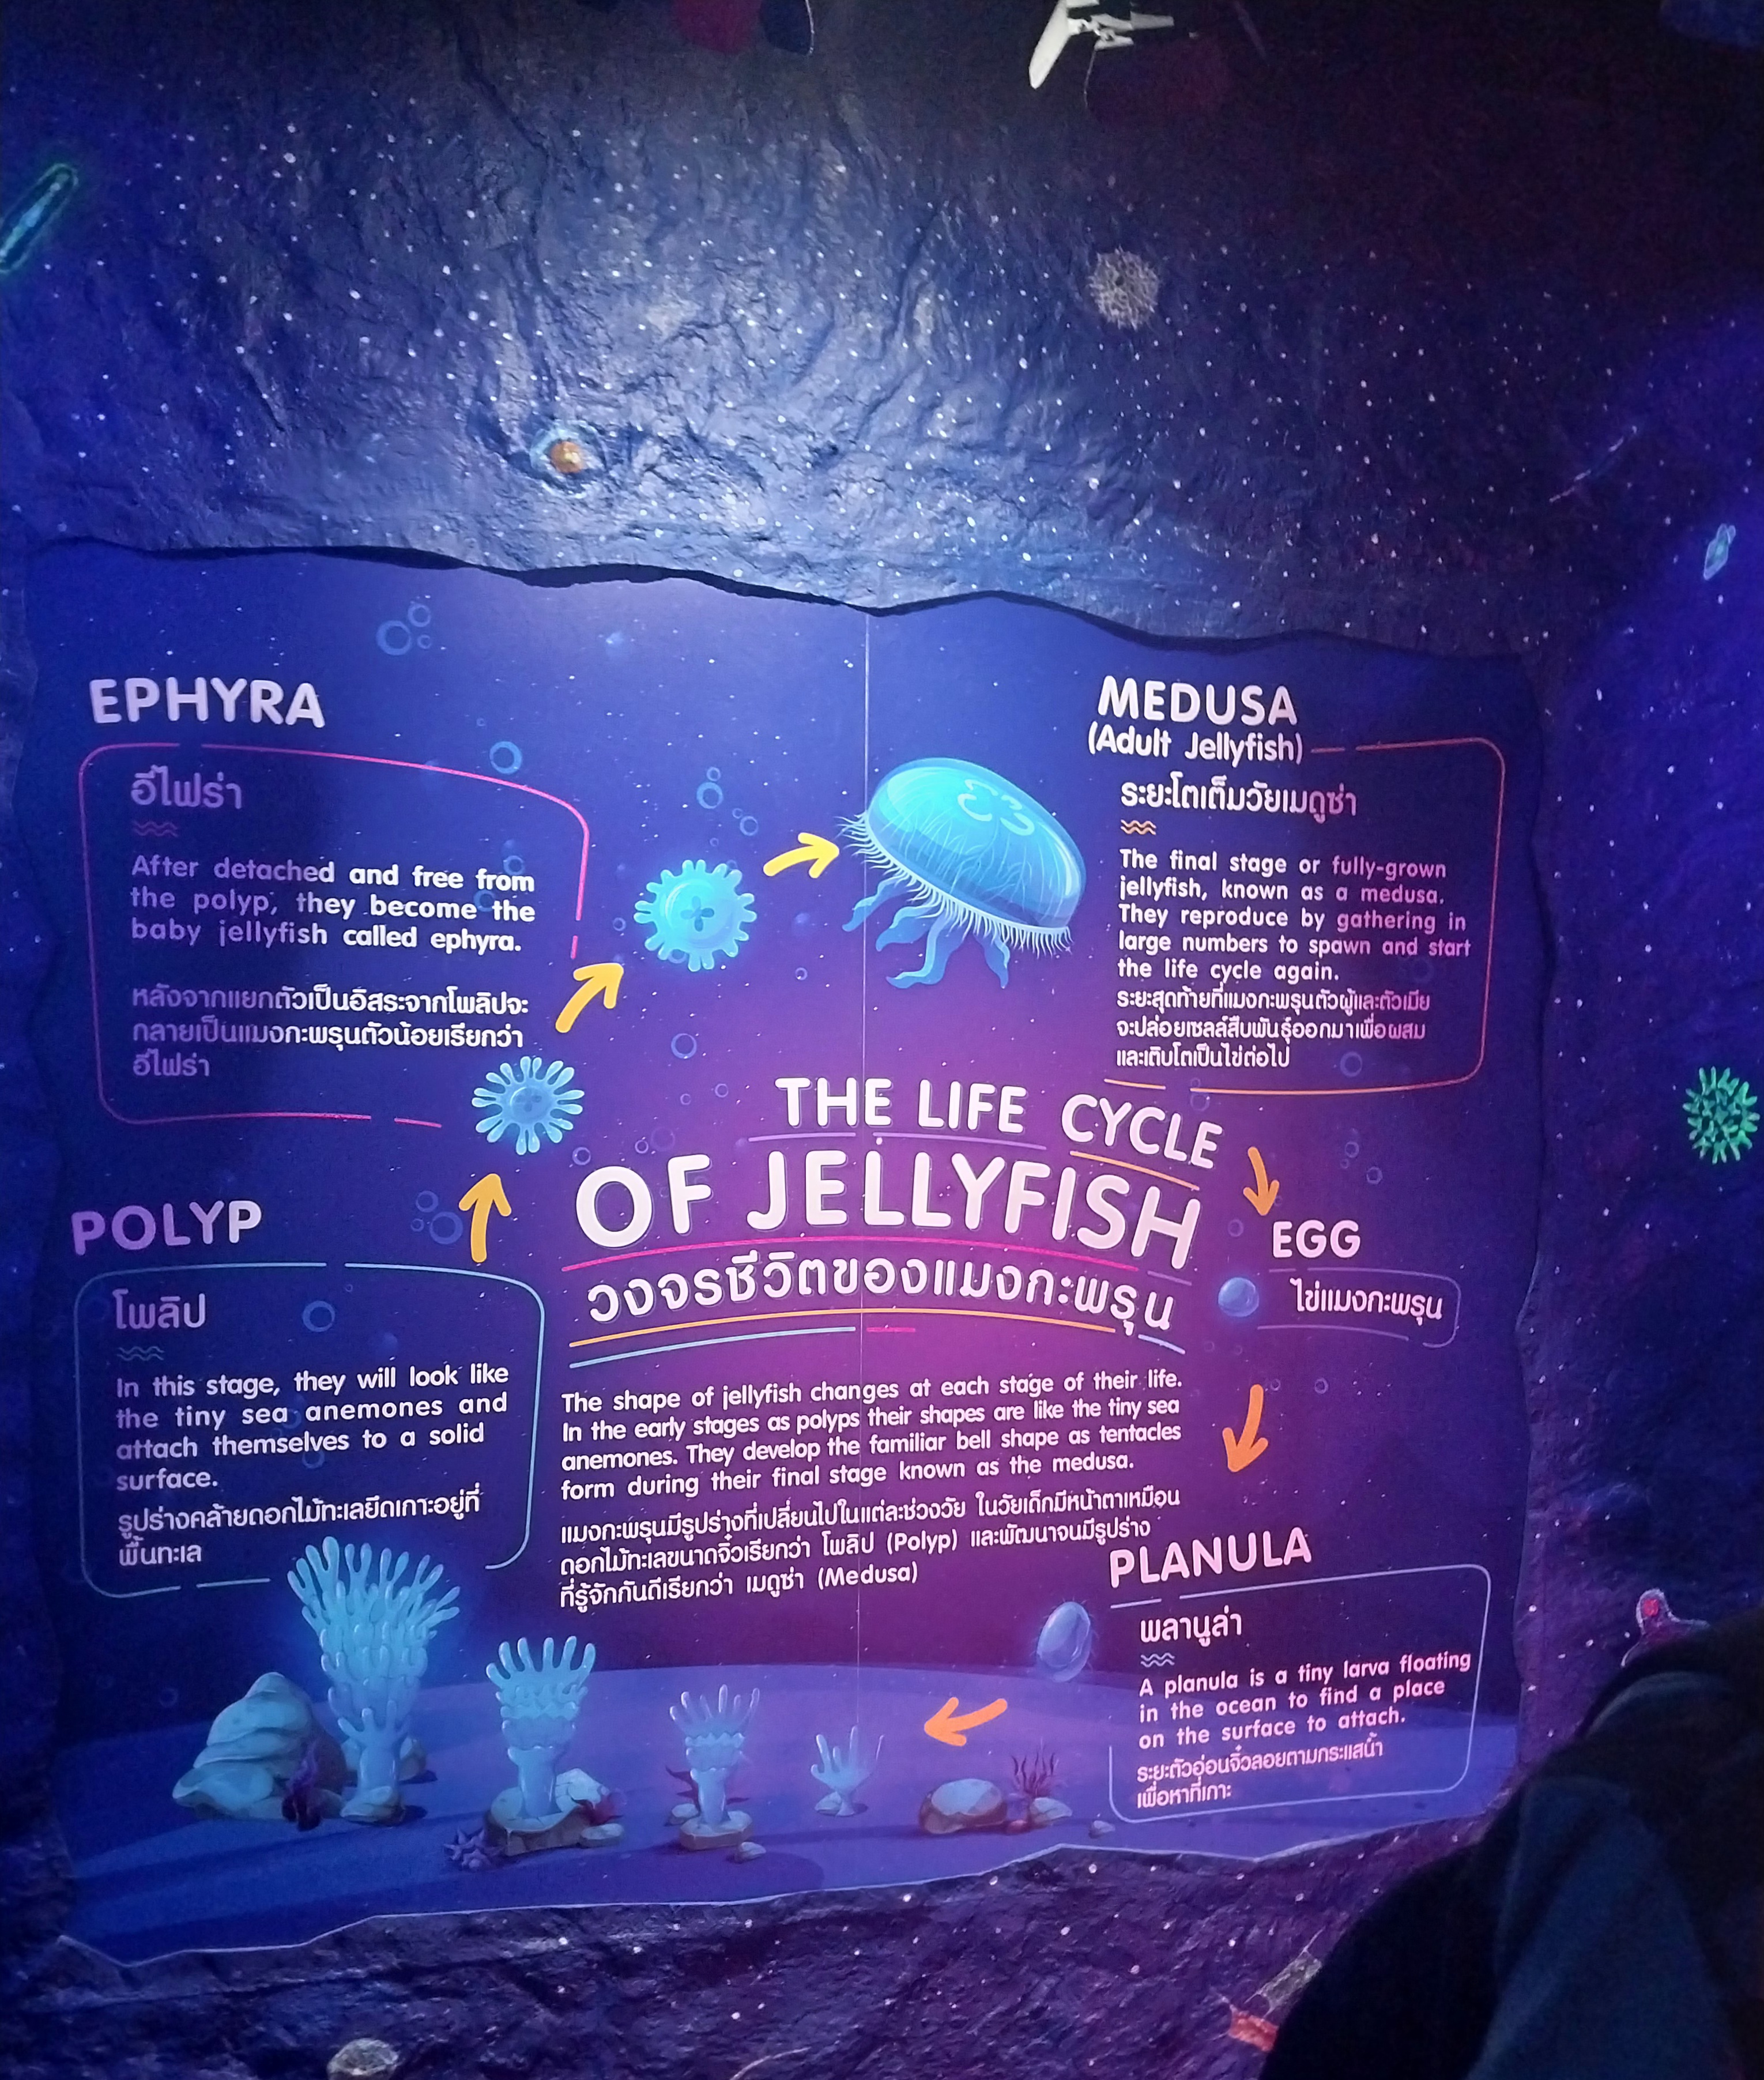 EPHYRA
อีไฟร่า
After detached and free from
the polyp, they become the
baby jellyfish called ephyra.
หลังจากแยกตัวเป็นอิสระจากโพลิปจะ
กลายเป็นแมงกะพรุนตัวน้อยเรียกว่า
อีไฟร่า
MEDUSA
(Adult Jellyfish)
ระยะโตเต็มวัยเมดูซ่า
The final stage or fully-grown
jellyfish, known as a medusa.
They reproduce by gathering in
large numbers to spawn and start
the life cycle again.
ระยะสุดท้ายที่แมงกะพรุนตัวผู้และตัวเมีย
จะปล่อยเซลล์สืบพันธุ์ออกมาเพื่อผสม
และเติบโตเป็นไข่ต่อไป
THE LIFE CYCLE
OF JELLYFISH
วงจรชีวิตของแมงกะพรุน
The shape of jellyfish changes at each stage of their life.
In the early stages as polyps their shapes are like the tiny sea
anemones. They develop the familiar bell shape as tentacles
form during their final stage known as the medusa.
แมงกะพรุนมีรูปร่างที่เปลี่ยนไปในแต่ละช่วงวัย ในวัยเด็กมีหน้าตาเหมือน
ดอกไม้ทะเลขนาดจิ๋วเรียกว่า โพลิป (Polyp) และพัฒนาจนมีรูปร่าง
ที่รู้จักกันดีเรียกว่า เมดูซ่า (Medusa)
EGG
ไข่แมงกะพรุน
POLYP
โพลิป
In this stage, they will look like
the tiny sea anemones and
attach themselves to a solid
surface.
รูปร่างคล้ายดอกไม้ทะเลยึดเกาะอยู่ที่
พื้นทะเล
PLANULA
พลานูล่า
A planula is a tiny larva floating
in the ocean to find a place
on the surface to attach.
ระยะตัวอ่อนจิ๋วลอยตามกระแสน้ำ
เพื่อหาที่เกาะ